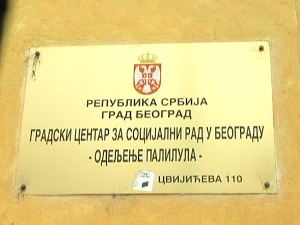 РЕПУБЛИКА СРБИЈА
ГРАД БЕОГРАД
ГРАДСКИ ЦЕНТАР ЗА СОЦИЈАЛНИ РАД У БЕОГРАДУ
- ОДЕЉЕЊЕ ПАЛИЛУЛА -
ЦВИЈИЋЕВА 110